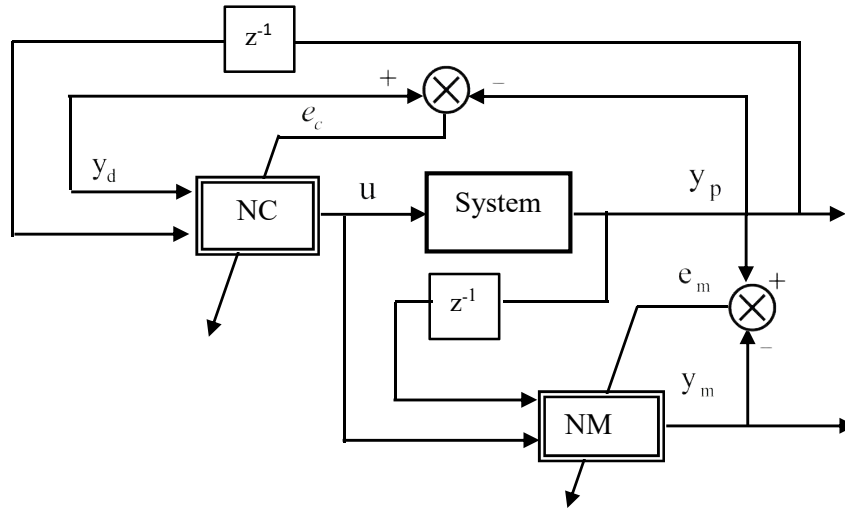 z⁻¹
+
−
e_c
y_d
NC
u
System
y_p
z⁻¹
e_m
+
−
y_m
NM